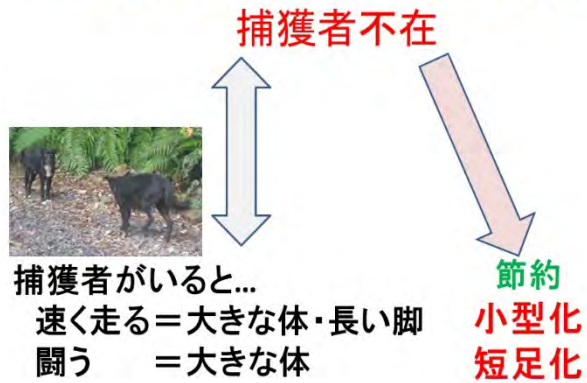 捕獲者不在
捕獲者がいると...
速く走る＝大きな体・長い脚
闘う　　＝大きな体
節約
小型化
短足化